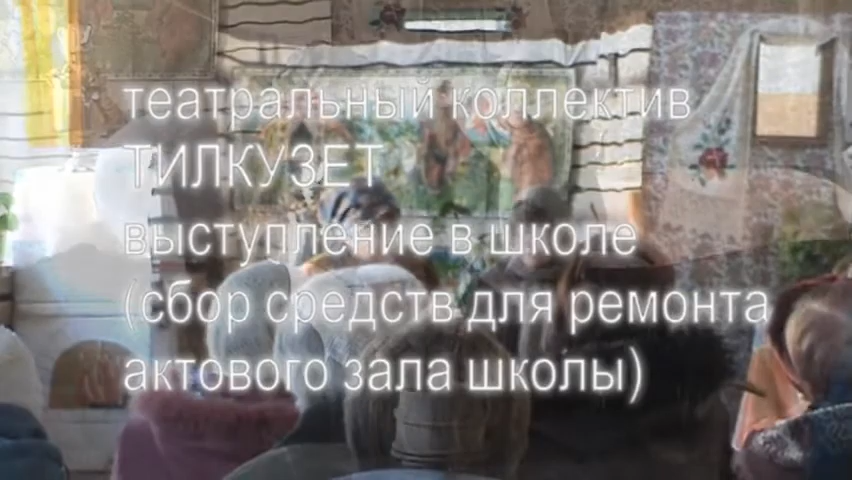 театральный коллектив
ТИЛКУЗЕТ
выступление в школе
(сбор средств для ремонта
актового зала школы)